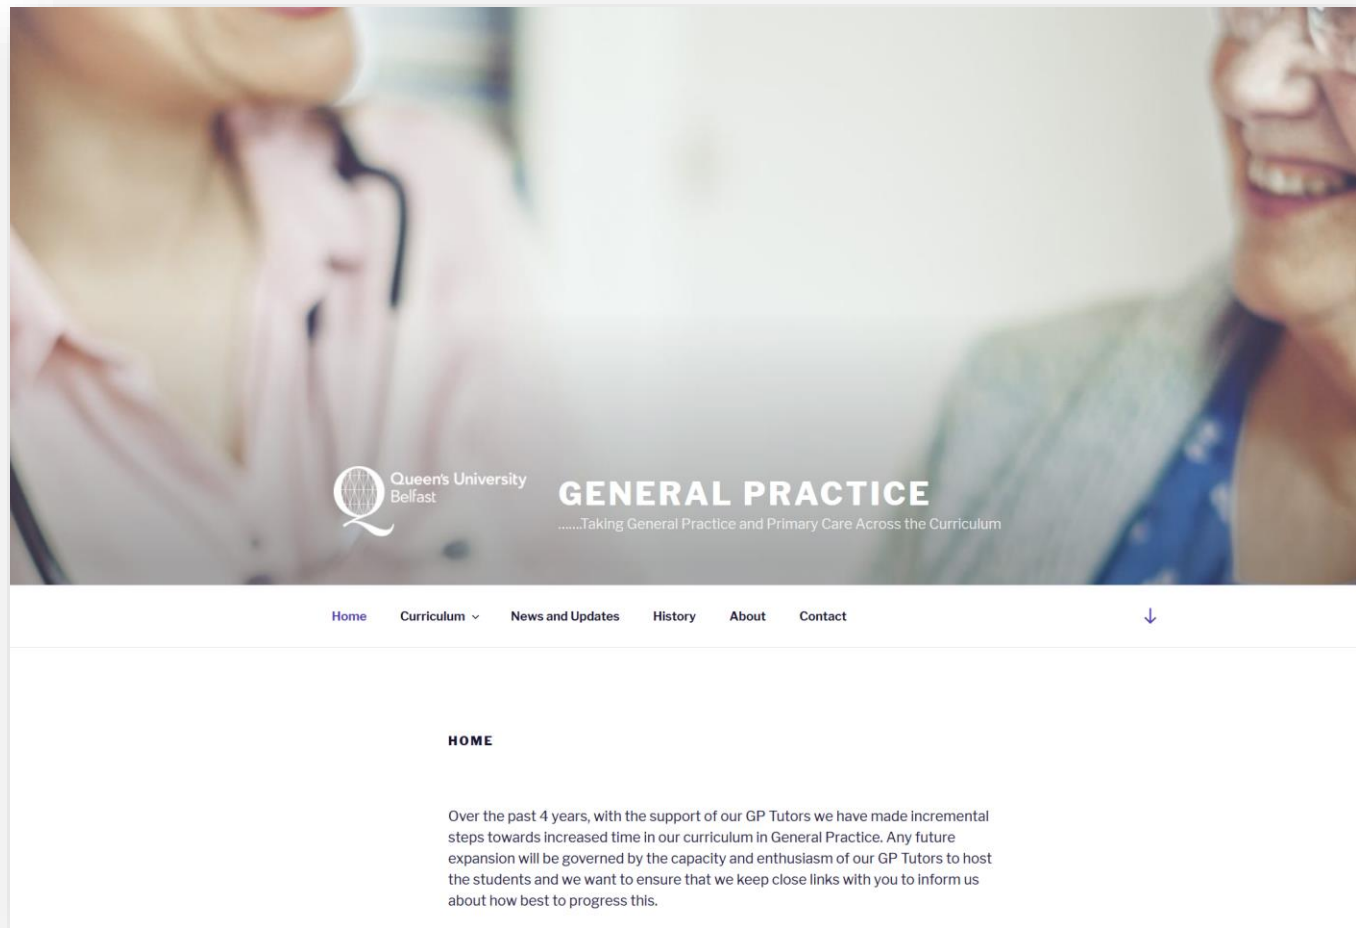 Queen's University
Belfast
GENERAL PRACTICE
.......Taking General Practice and Primary Care Across the Curriculum
Home Curriculum News and Updates History About Contact
HOME
Over the past 4 years, with the support of our GP Tutors we have made incremental
steps towards increased time in our curriculum in General Practice. Any future
expansion will be governed by the capacity and enthusiasm of our GP Tutors to host
the students and we want to ensure that we keep close links with you to inform us
about how best to progress this.